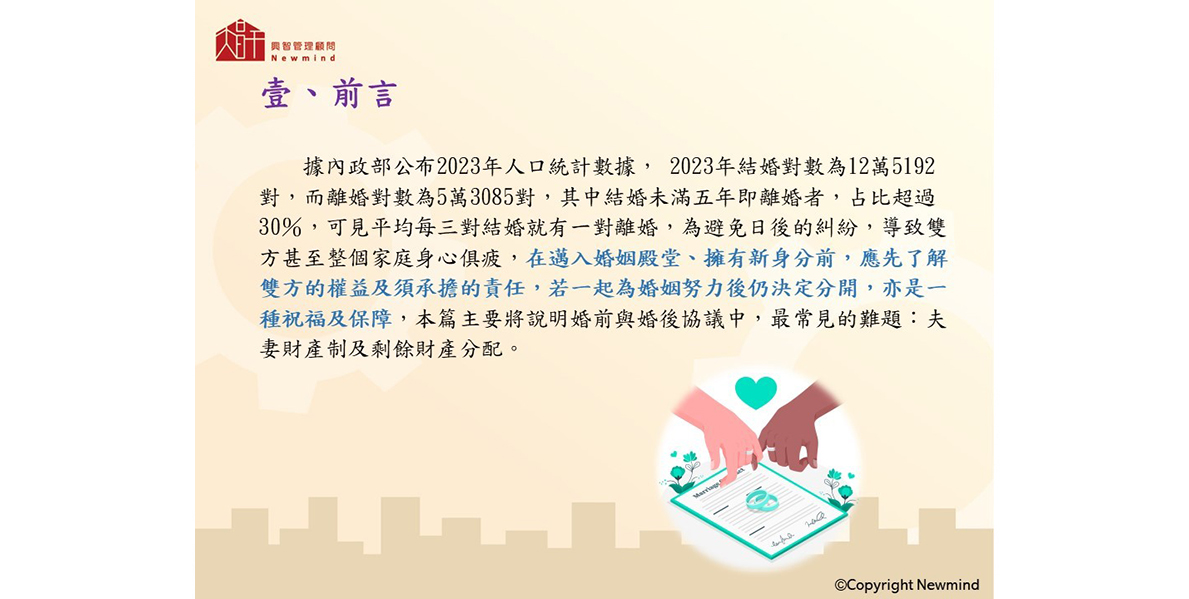 興智管理顧問
Newmind
壹、前言
據內政部公布2023年人口統計數據， 2023年結婚對數為12萬5192
對，而離婚對數為5萬3085對，其中結婚未滿五年即離婚者，占比超過
30%，可見平均每三對結婚就有一對離婚，為避免日後的糾紛，導致雙
方甚至整個家庭身心俱疲，在邁入婚姻殿堂、擁有新身分前，應先了解
雙方的權益及須承擔的責任，若一起為婚姻努力後仍決定分開，亦是一
種祝福及保障，本篇主要將說明婚前與婚後協議中，最常見的難題：夫
妻財產制及剩餘財產分配。
Marriage
©Copyright Newmind